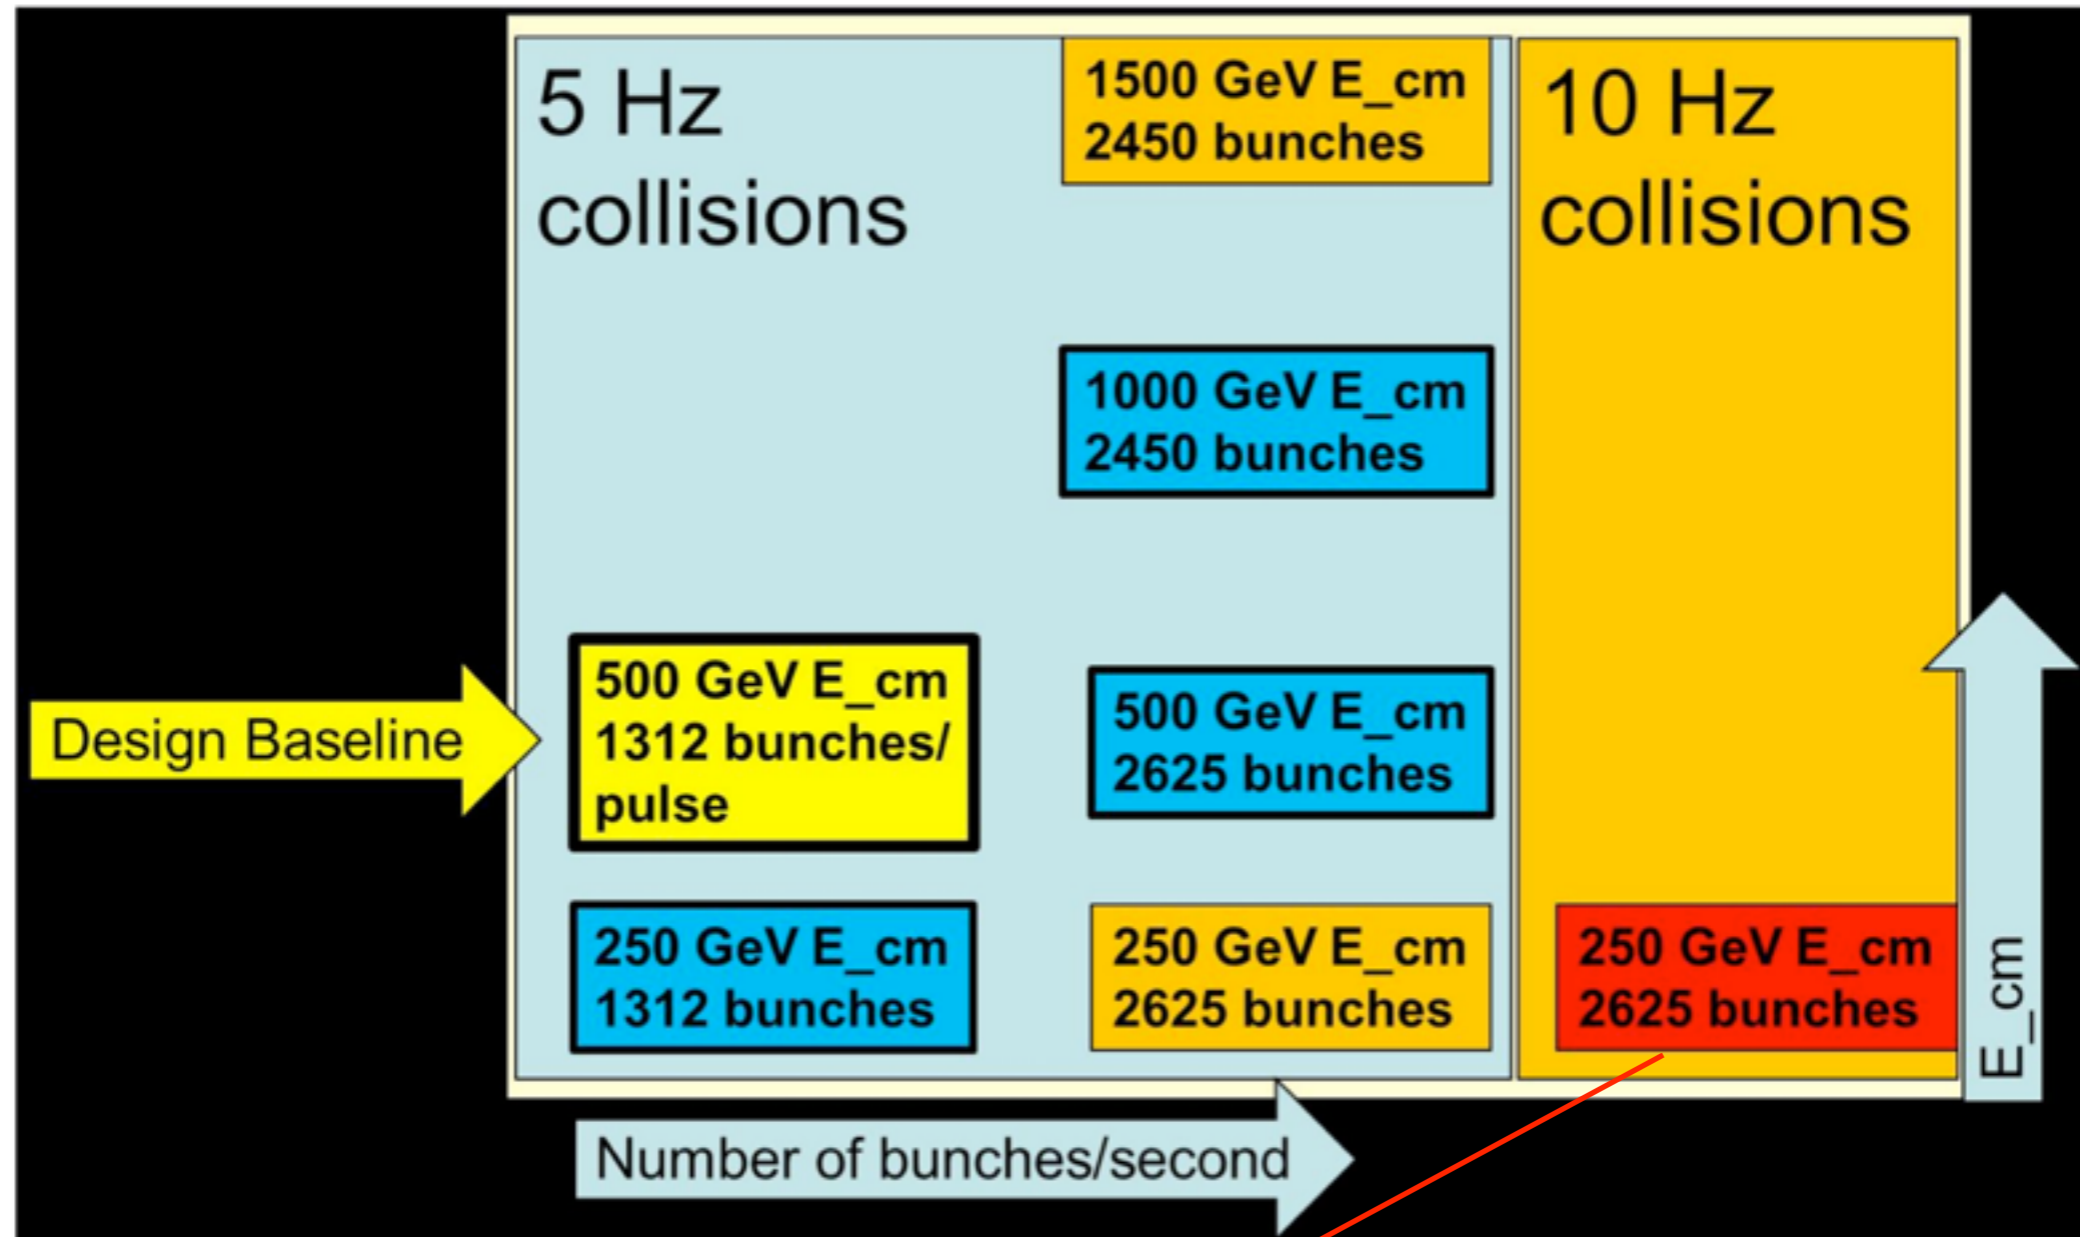 5 Hz
collisions
1500 GeV E_cm
2450 bunches
10 Hz
collisions
1000 GeV E_cm
2450 bunches
Design Baseline
500 GeV E_cm
1312 bunches/
pulse
500 GeV E_cm
2625 bunches
250 GeV E_cm
1312 bunches
250 GeV E_cm
2625 bunches
250 GeV E_cm
2625 bunches
E_cm
Number of bunches/second